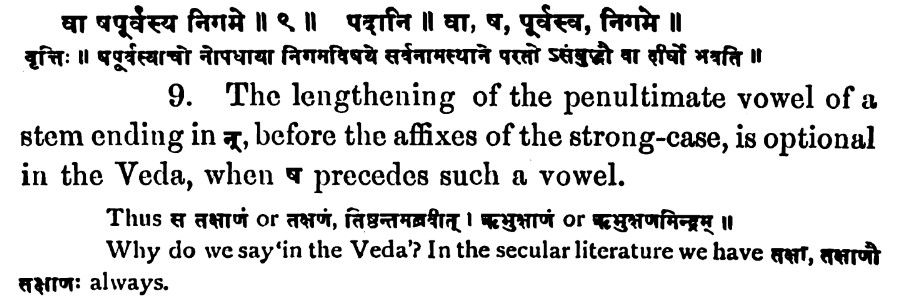 वा षपूर्वस्य निगमे ॥ ९ ॥ पदानि ॥ वा, ष, पूर्वस्य, निगमे ॥
वृत्तिः ॥ षपूर्वस्याचो नोपधाया निगमविषये सर्वनामस्थाने परतो ऽसंबुद्धौ वा दीर्घो भवति ॥
9. The lengthening of the penultimate vowel of a
stem ending in न्, before the affixes of the strong-case, is optional
in the Veda, when ष precedes such a vowel.
Thus स तक्षाणं or तक्षणं, तिष्ठन्तमब्रवीत् । ऋभुक्षाणं or ऋभुक्षणमिन्द्रम् ॥
Why do we say 'in the Veda'? In the secular literature we have तक्षा, तक्षाणौ
तक्षाणः always.